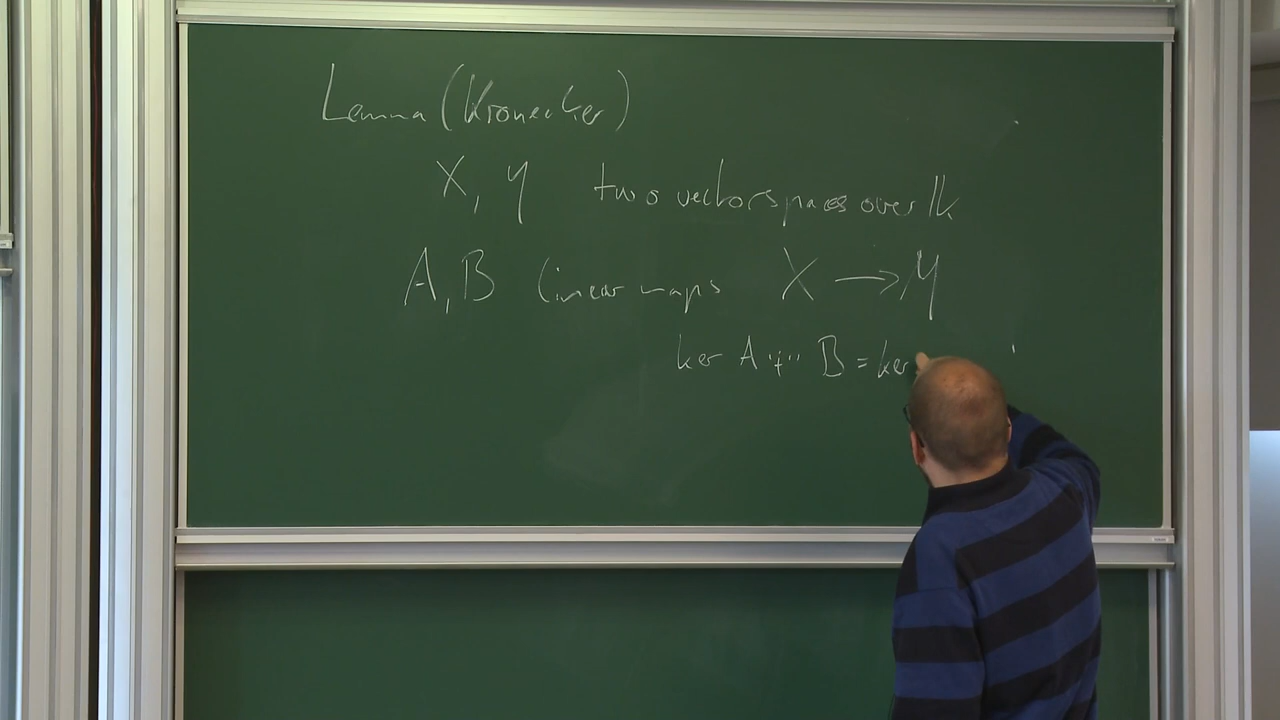 Lemma (Kronecker)
X, Y two vectorspaces over k
A, B linear maps X → Y
ker A "+" B = ker